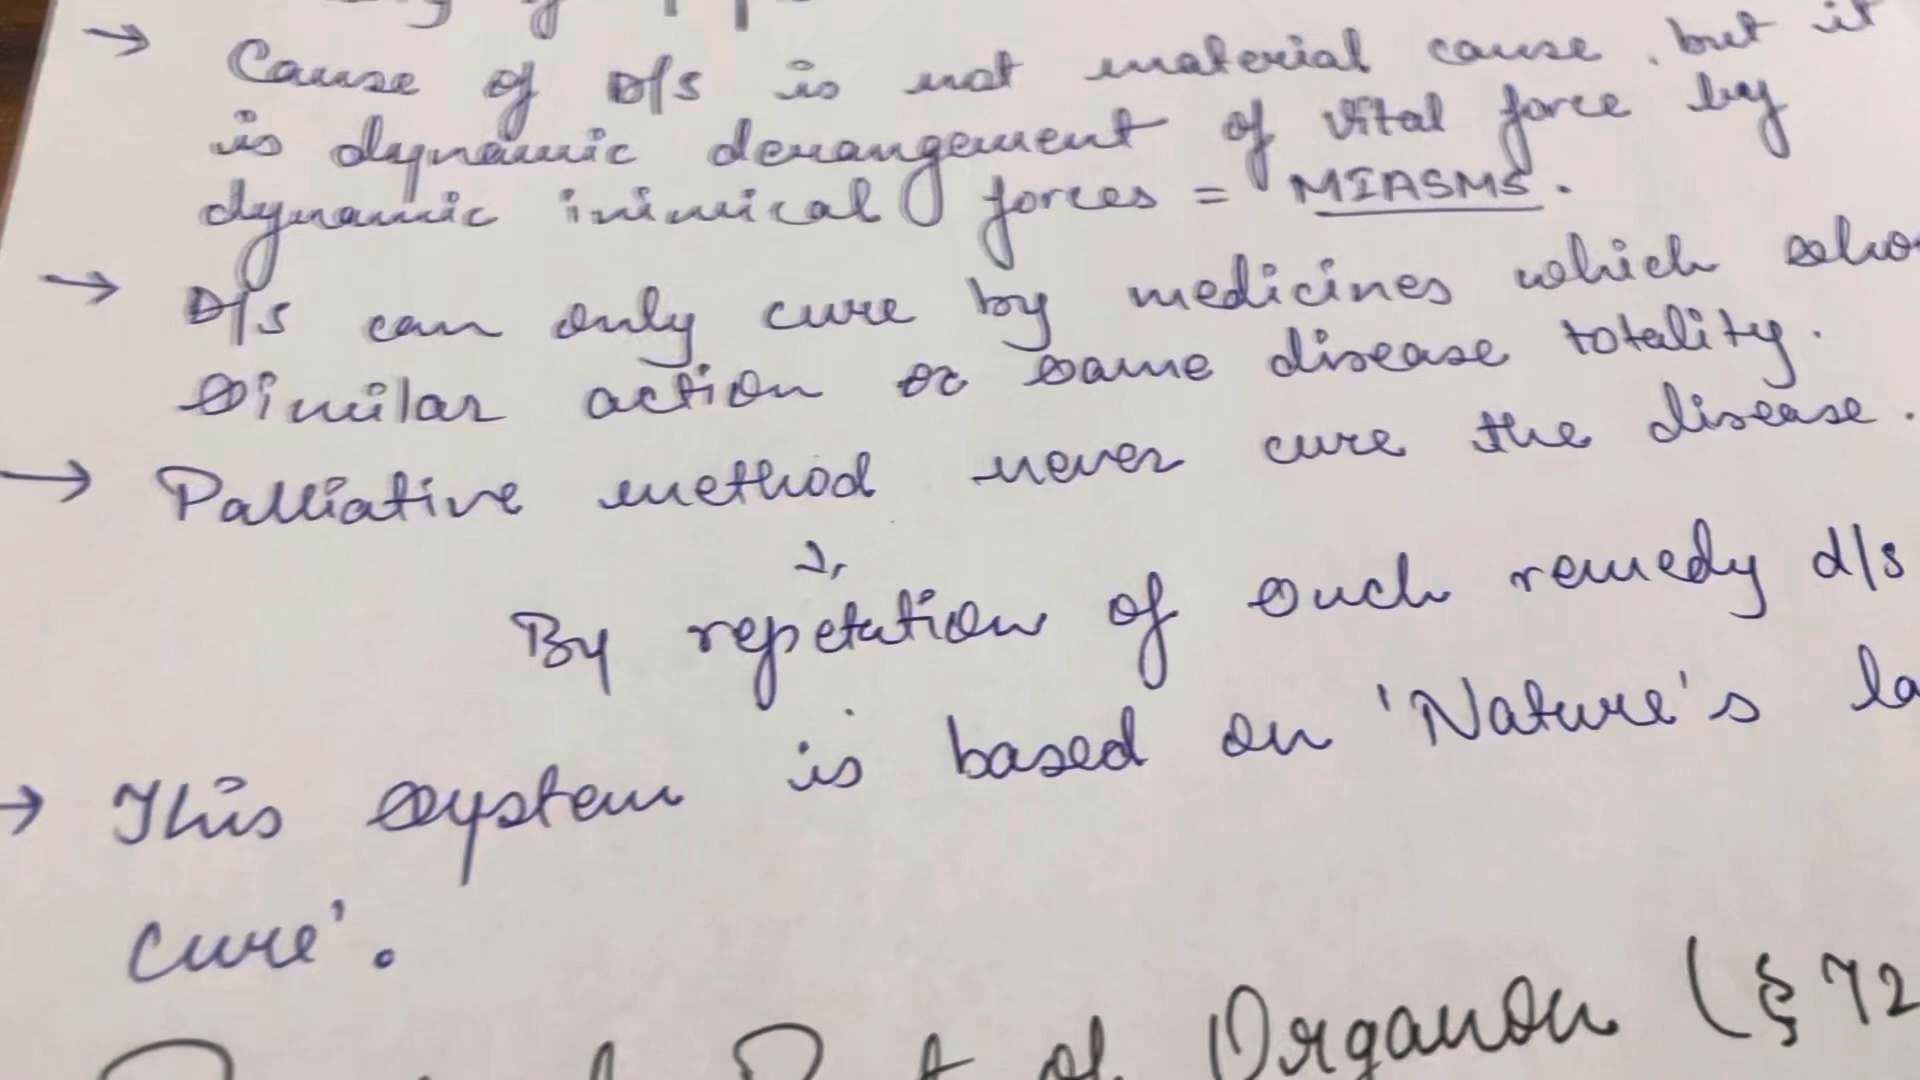 → Cause of D/s is not material cause, but it
is dynamic derangement of vital force by
dynamic inimical forces = MIASMS.
→ D/s can only cure by medicines which
similar action or same disease totality.
→ Palliative method never cure the disease.
By repetution of such remedy d/s
→ This system is based on 'Nature's
cure'.
of Organon (§ 72